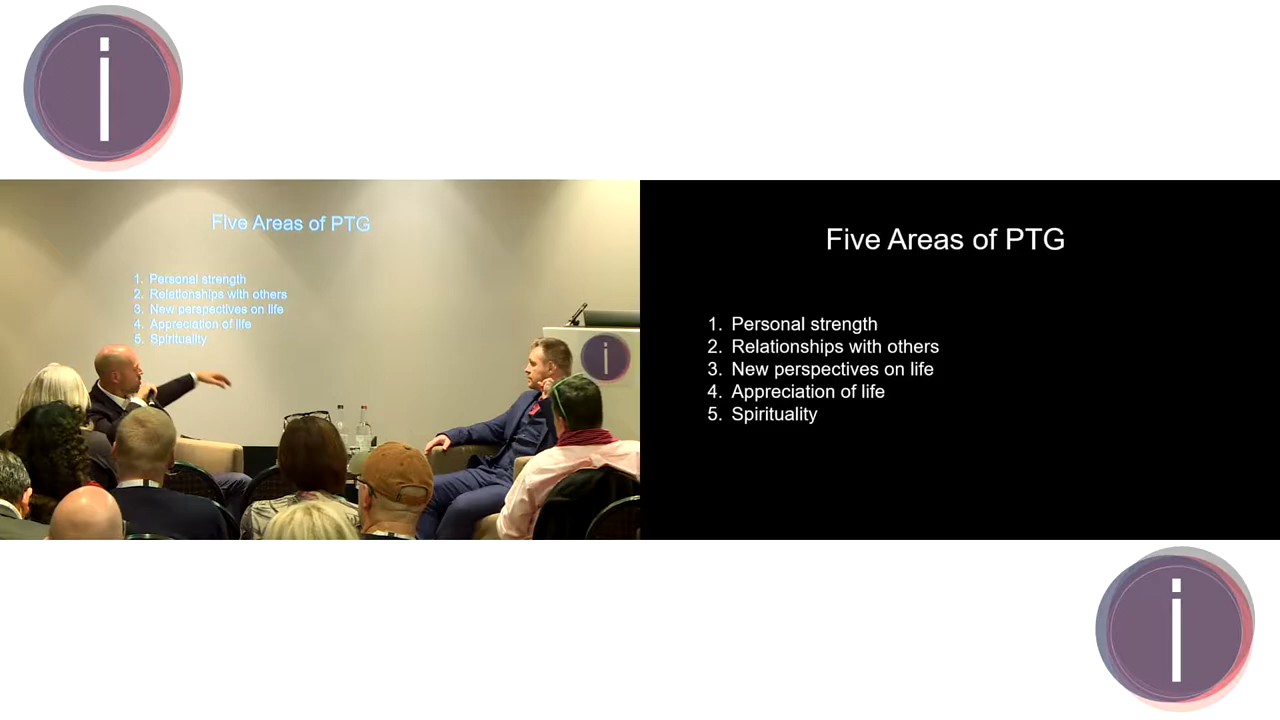 i
Five Areas of PTG
1. Personal strength
2. Relationships with others
3. New perspectives on life
4. Appreciation of life
5. Spirituality
i
Five Areas of PTG
1. Personal strength
2. Relationships with others
3. New perspectives on life
4. Appreciation of life
5. Spirituality
i